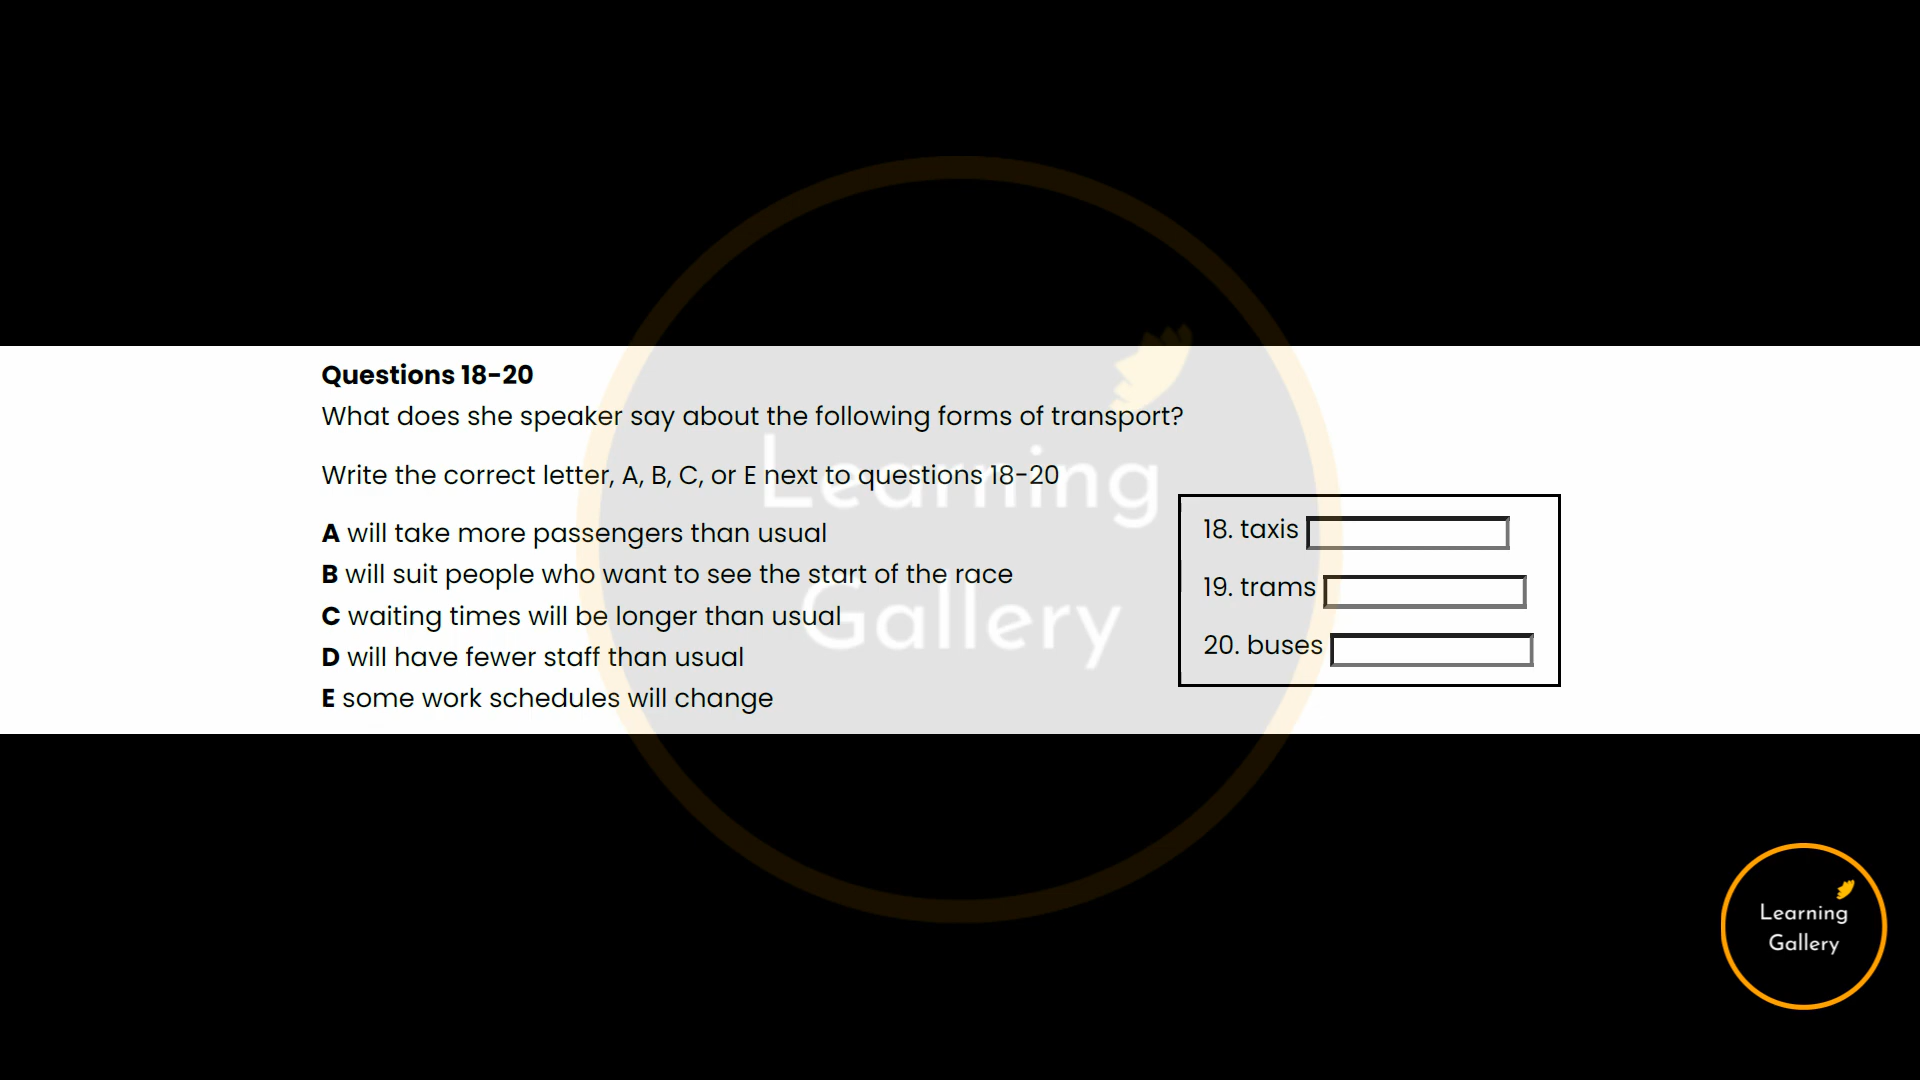 Questions 18-20
What does she speaker say about the following forms of transport?
Write the correct letter, A, B, C, or E next to questions 18-20
A will take more passengers than usual
B will suit people who want to see the start of the race
C waiting times will be longer than usual
D will have fewer staff than usual
E some work schedules will change
18. taxis
19. trams
20. buses
Learning
Gallery
Learning
Gallery